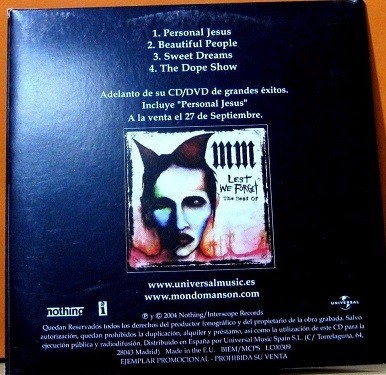 1. Personal Jesus
2. Beautiful People
3. Sweet Dreams
4. The Dope Show
Adelanto de su CD/DVD de grandes éxitos.
Incluye "Personal Jesus"
A la venta el 27 de Septiembre.
MM
LEST
WE FORGET
THE BEST OF
www.universalmusic.es
www.mondomanson.com
nothing
i
UNIVERSAL
℗ y © 2004 Nothing/Interscope Records
Quedan Reservados todos los derechos del productor fonográfico y del propietario de la obra grabada. Salvo
autorización, quedan prohibidos la duplicación, alquiler y préstamo, así como la utilización de este CD para la
ejecución pública y radiodifusión. Distribuido en España por Universal Music Spain S.L. (C/ Torrelaguna, 64,
28043 Madrid) Made in the E.U. BIEM/MCPS LOX0309
EJEMPLAR PROMOCIONAL - PROHIBIDA SU VENTA